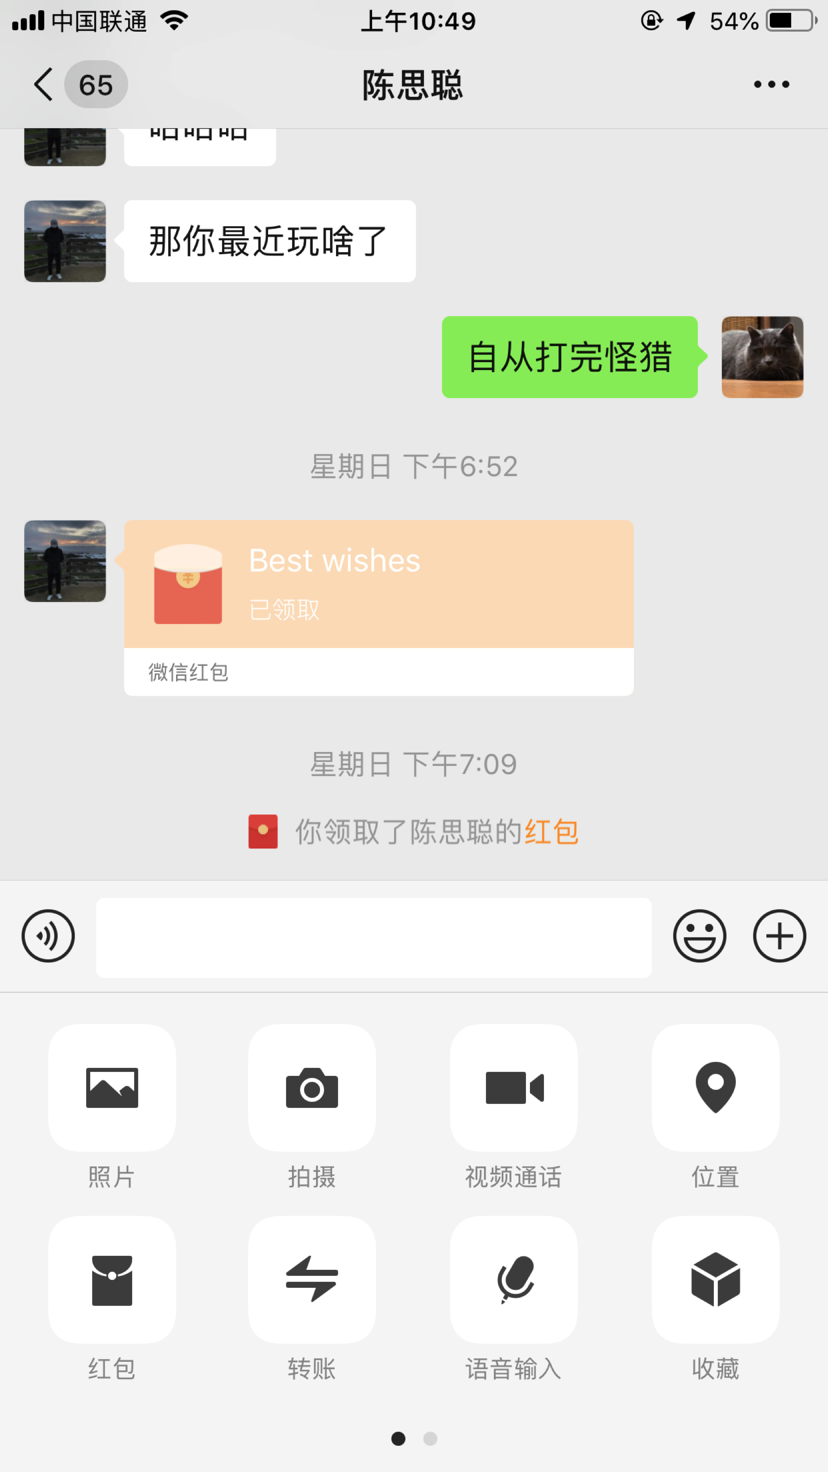 中国联通
上午10:49
54%
65
陈思聪
哈哈哈
那你最近玩啥了
自从打完怪猎
星期日 下午6:52
Best wishes
已领取
微信红包
星期日 下午7:09
你领取了陈思聪的红包
照片
拍摄
视频通话
位置
红包
转账
语音输入
收藏